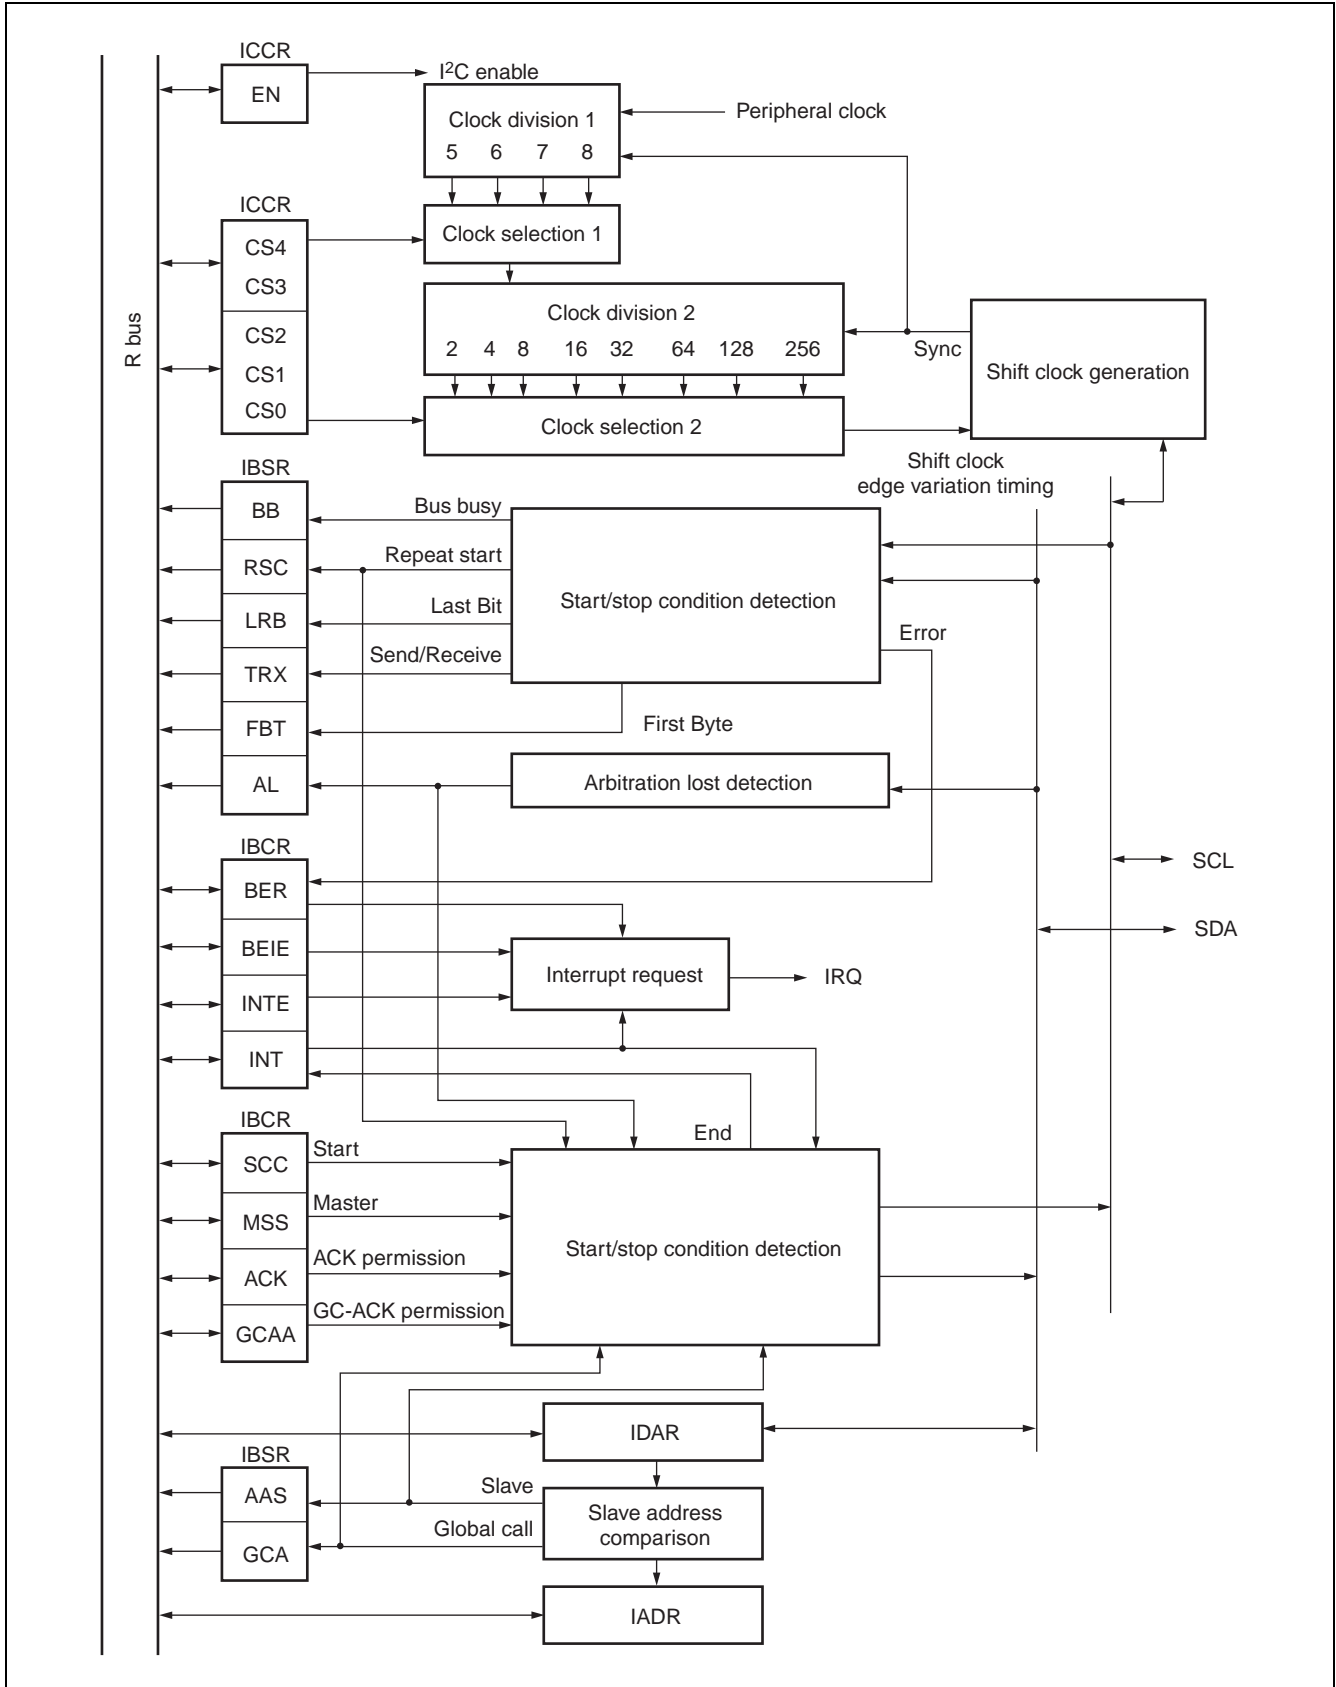 ICCR
EN
I2C enable
Clock division 1
5 6 7 8
Peripheral clock
ICCR
CS4
CS3
CS2
CS1
CS0
Clock selection 1
Clock division 2
2 4 8 16 32 64 128 256
Clock selection 2
Sync
Shift clock generation
Shift clock
edge variation timing
R bus
IBSR
BB
RSC
LRB
TRX
FBT
AL
Bus busy
Repeat start
Last Bit
Send/Receive
First Byte
Start/stop condition detection
Error
Arbitration lost detection
SCL
SDA
IBCR
BER
BEIE
INTE
INT
Interrupt request
IRQ
IBCR
SCC
MSS
ACK
GCAA
Start
Master
ACK permission
GC-ACK permission
End
Start/stop condition detection
IDAR
IBSR
AAS
GCA
Slave
Global call
Slave address
comparison
IADR